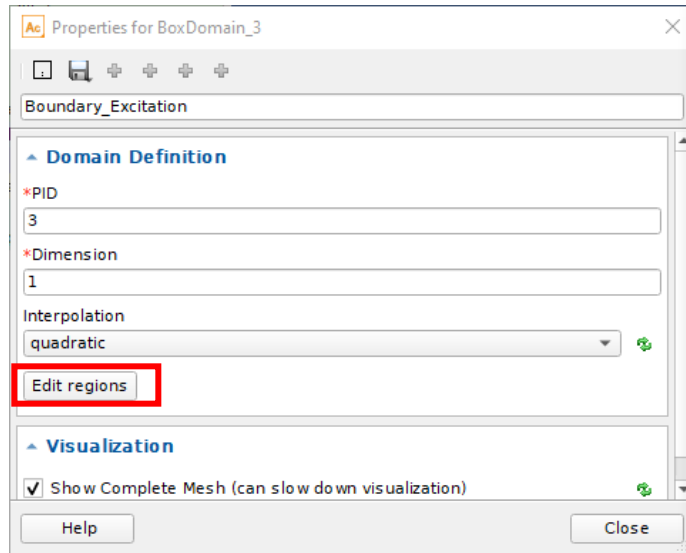 Ac Properties for BoxDomain_3
Boundary_Excitation
Domain Definition
*PID
3
*Dimension
1
Interpolation
quadratic
Edit regions
Visualization
Show Complete Mesh (can slow down visualization)
Help Close